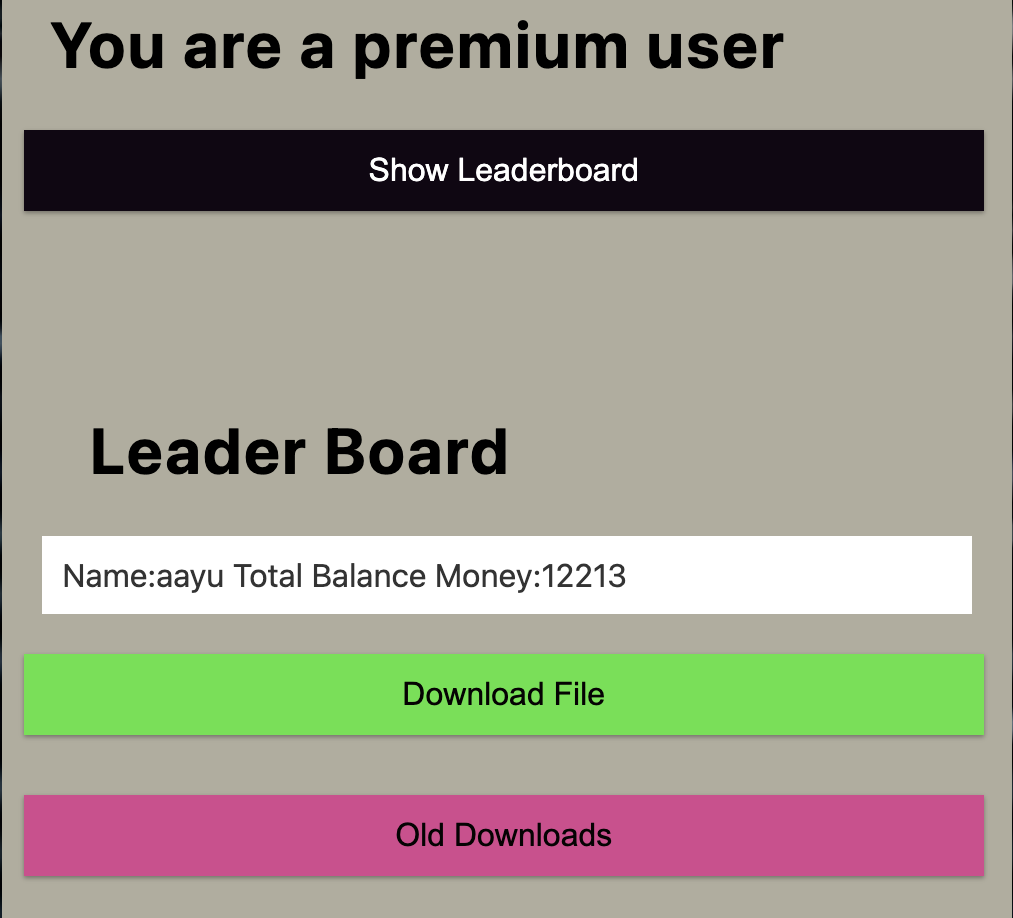 You are a premium user
Show Leaderboard
Leader Board
Name:aayu Total Balance Money:12213
Download File
Old Downloads